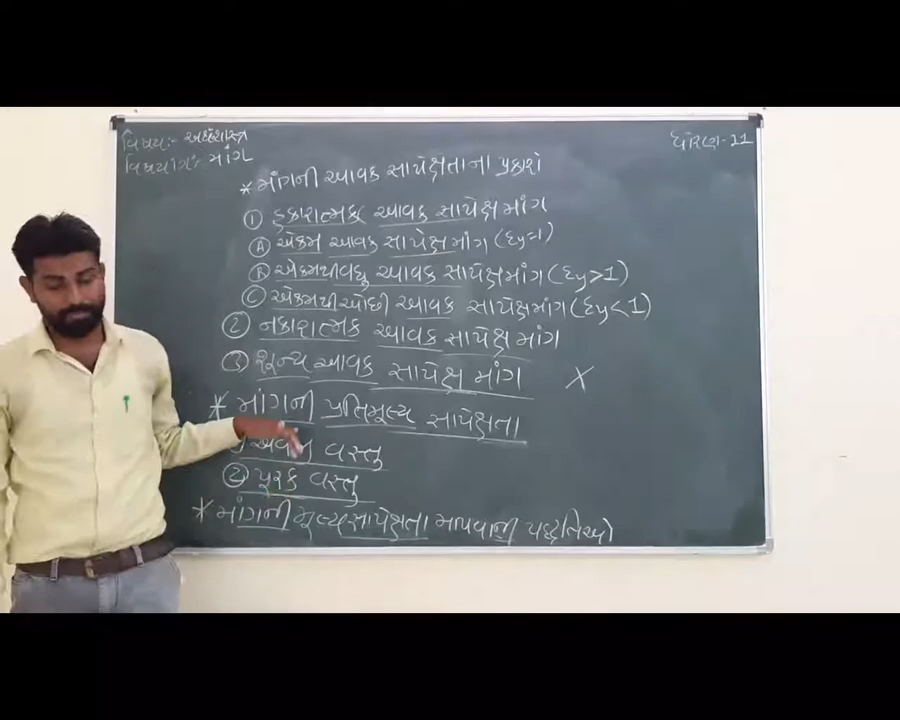 વિષય:- અર્થશાસ્ત્ર
વિષયાંગ:- માંગ
ધોરણ-11
* માંગની આવક સાપેક્ષતાના પ્રકારો
① હકારાત્મક આવક સાપેક્ષ માંગ
Ⓐ એકમ આવક સાપેક્ષ માંગ (Ey=1)
Ⓑ એકમથી વધુ આવક સાપેક્ષ માંગ (Ey>1)
Ⓒ એકમથી ઓછી આવક સાપેક્ષ માંગ (Ey<1)
② નકારાત્મક આવક સાપેક્ષ માંગ
③ શૂન્ય આવક સાપેક્ષ માંગ X
* માંગની પ્રતિમૂલ્ય સાપેક્ષતા
વસ્તુ
② પૂરક વસ્તુ
* માંગની મૂલ્યસાપેક્ષતા માપવાની પદ્ધતિઓ